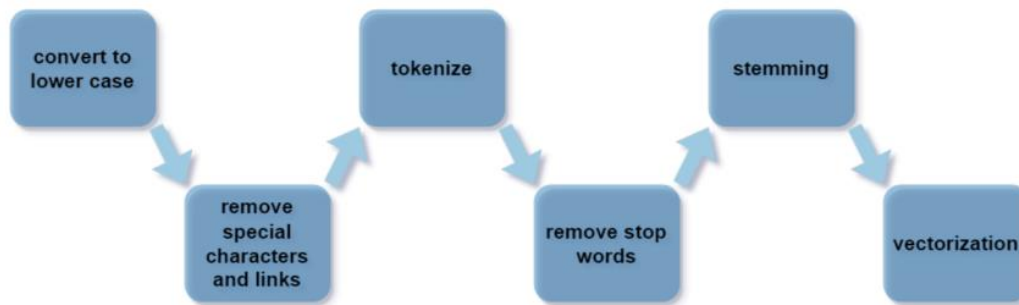 convert to
lower case
remove
special
characters
and links
tokenize
remove stop
words
stemming
vectorization